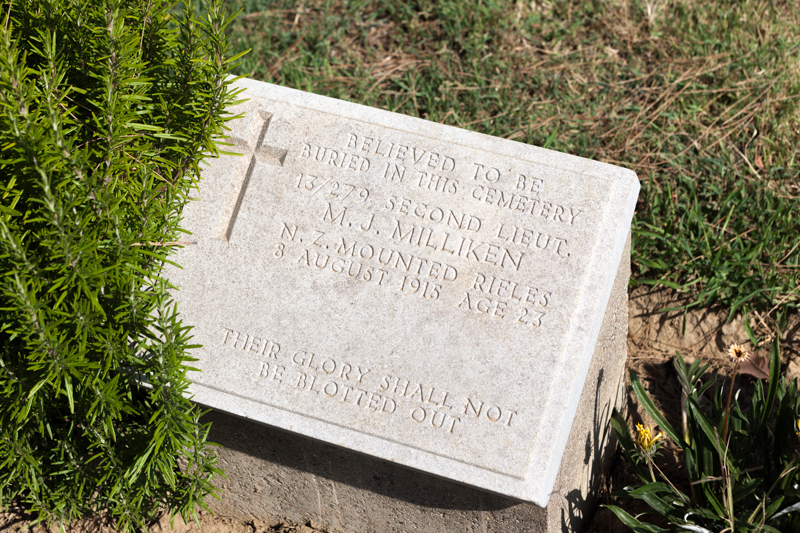 BELIEVED TO BE
BURIED IN THIS CEMETERY
13/279, SECOND LIEUT.
M. J. MILLIKEN
N. Z. MOUNTED RIFLES
8 AUGUST 1915 AGE 23
THEIR GLORY SHALL NOT
BE BLOTTED OUT